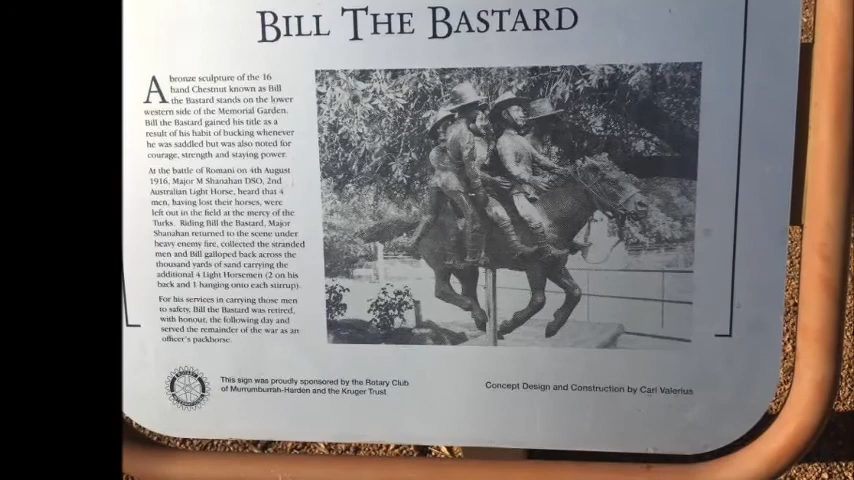 BILL THE BASTARD
A bronze sculpture of the 16
hand Chestnut known as Bill
the Bastard stands on the lower
western side of the Memorial Garden.
Bill the Bastard gained his title as a
result of his habit of bucking whenever
he was saddled but was also noted for
courage, strength and staying power.
At the battle of Romani on 4th August
1916, Major M Shanahan DSO, 2nd
Australian Light Horse, heard that 4
men, having lost their horses, were
left out in the field at the mercy of the
Turks. Riding Bill the Bastard, Major
Shanahan returned to the scene under
heavy enemy fire, collected the stranded
men and Bill galloped back across the
thousand yards of sand carrying the
additional 4 Light Horsemen (2 on his
back and 1 hanging onto each stirrup).
For his services in carrying those men
to safety, Bill the Bastard was retired,
with honour, the following day and
served the remainder of the war as an
officer's packhorse.
This sign was proudly sponsored by the Rotary Club
of Murrumburrah-Harden and the Kruger Trust
Concept Design and Construction by Carl Valerius